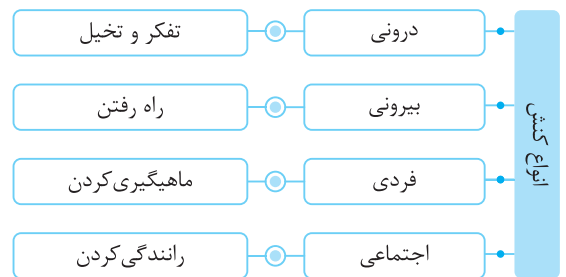 انواع کنش
درونی
تفکر و تخیل
بیرونی
راه رفتن
فردی
ماهیگیری‌کردن
اجتماعی
رانندگی‌کردن